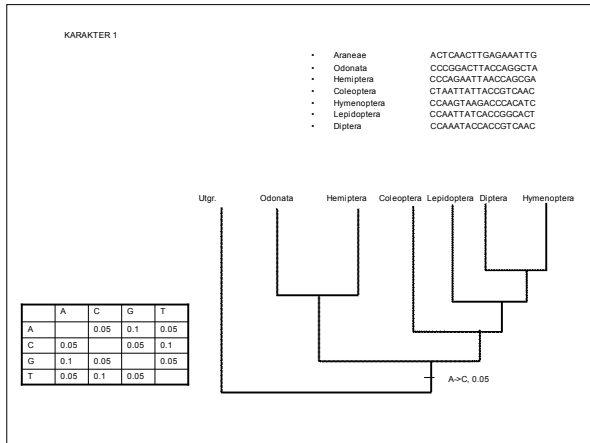 KARAKTER 1
• Araneae ACTCAACTTGAGAAATTG
• Odonata CCCGGACTTACCAGGCTA
• Hemiptera CCCAGAATTAACCAGCGA
• Coleoptera CTAATTATTACCGTCAAC
• Hymenoptera CCAAGTAAGACCCACATC
• Lepidoptera CCAATTATCACCGGCACT
• Diptera CCAAATACCACCGTCAAC
Utgr. Odonata Hemiptera Coleoptera Lepidoptera Diptera Hymenoptera
A C G T
A 0.05 0.1 0.05
C 0.05 0.05 0.1
G 0.1 0.05 0.05
T 0.05 0.1 0.05
A->C, 0.05